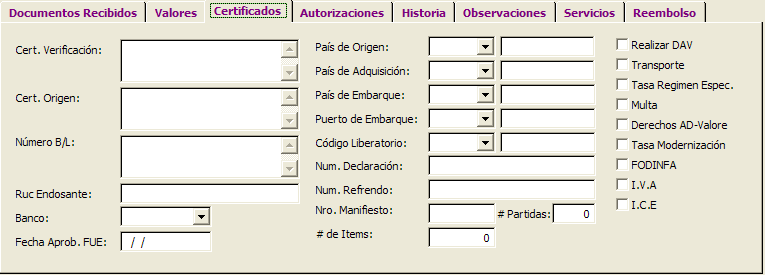 Documentos Recibidos Valores Certificados Autorizaciones Historia Observaciones Servicios Reembolso
Cert. Verificación:
Cert. Origen:
Número B/L:
Ruc Endosante:
Banco:
Fecha Aprob. FUE: / /
País de Origen:
País de Adquisición:
País de Embarque:
Puerto de Embarque:
Código Liberatorio:
Num. Declaración:
Num. Refrendo:
Nro. Manifiesto: # Partidas: 0
# de Items: 0
Realizar DAV
Transporte
Tasa Regimen Espec.
Multa
Derechos AD-Valore
Tasa Modernización
FODINFA
I.V.A
I.C.E